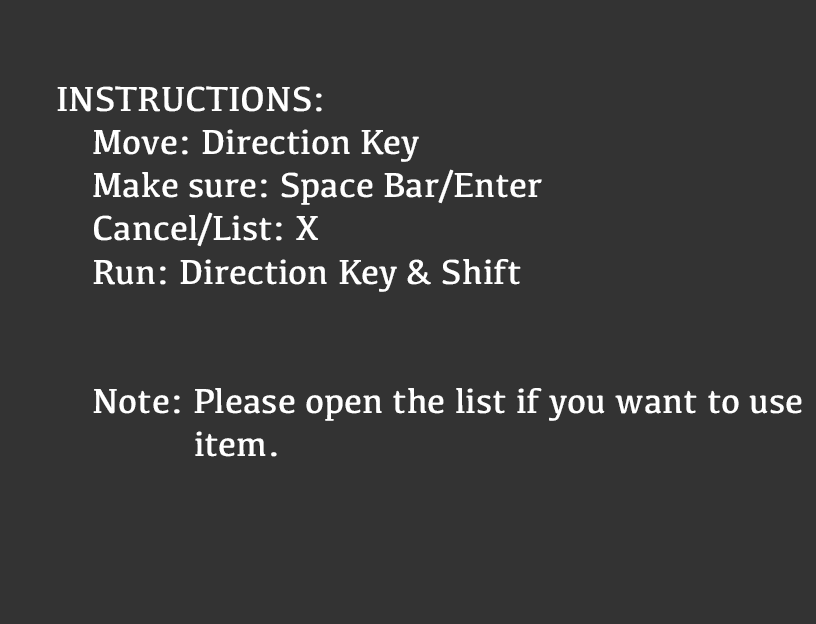 INSTRUCTIONS:
Move: Direction Key
Make sure: Space Bar/Enter
Cancel/List: X
Run: Direction Key & Shift
Note: Please open the list if you want to use
item.